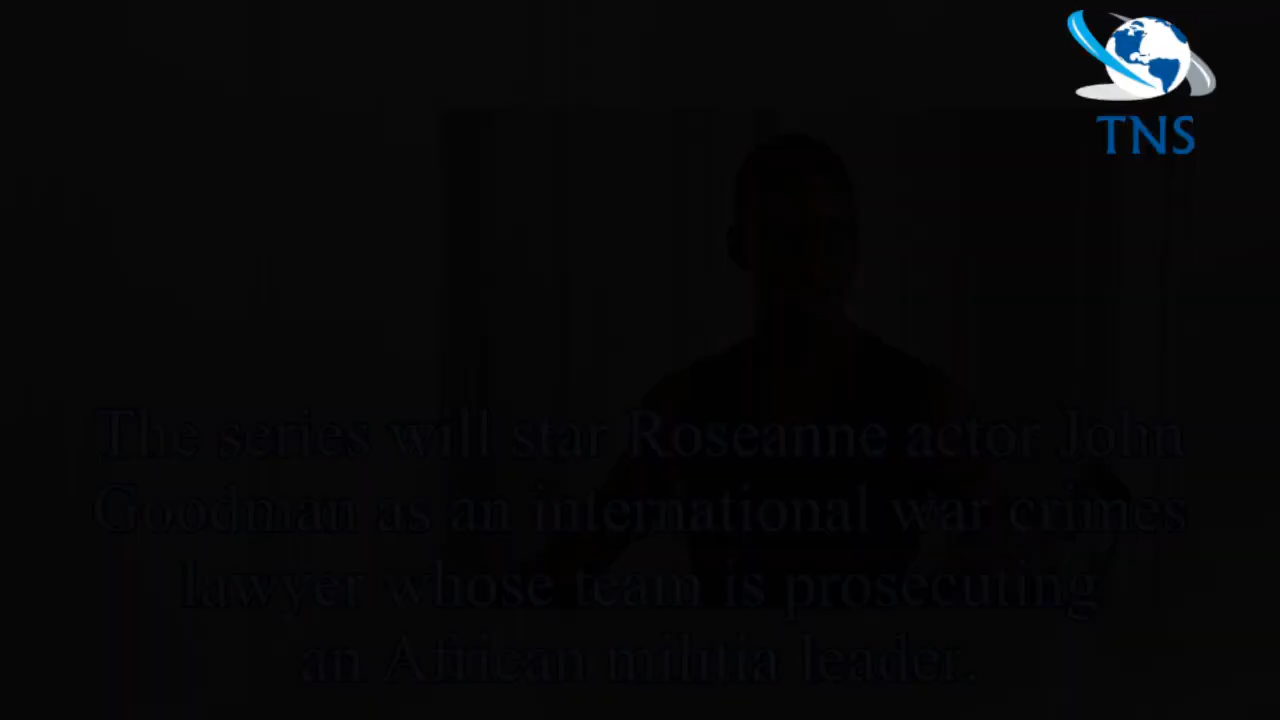 TNS
The series will star Roseanne actor John
Goodman as an international war crimes
lawyer whose team is prosecuting
an African militia leader.